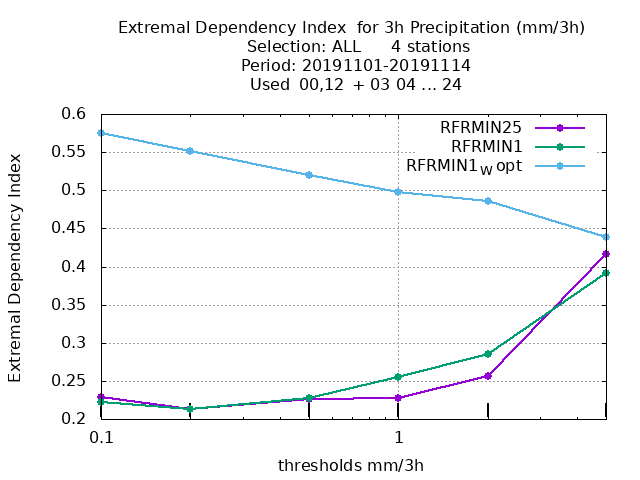 Extremal Dependency Index  for 3h Precipitation (mm/3h)
Selection: ALL      4 stations
Period: 20191101-20191114
Used  00,12  + 03 04 ... 24
RFRMIN25
RFRMIN1
RFRMIN1W opt
Extremal Dependency Index
0.6
0.55
0.5
0.45
0.4
0.35
0.3
0.25
0.2
0.1
1
thresholds mm/3h